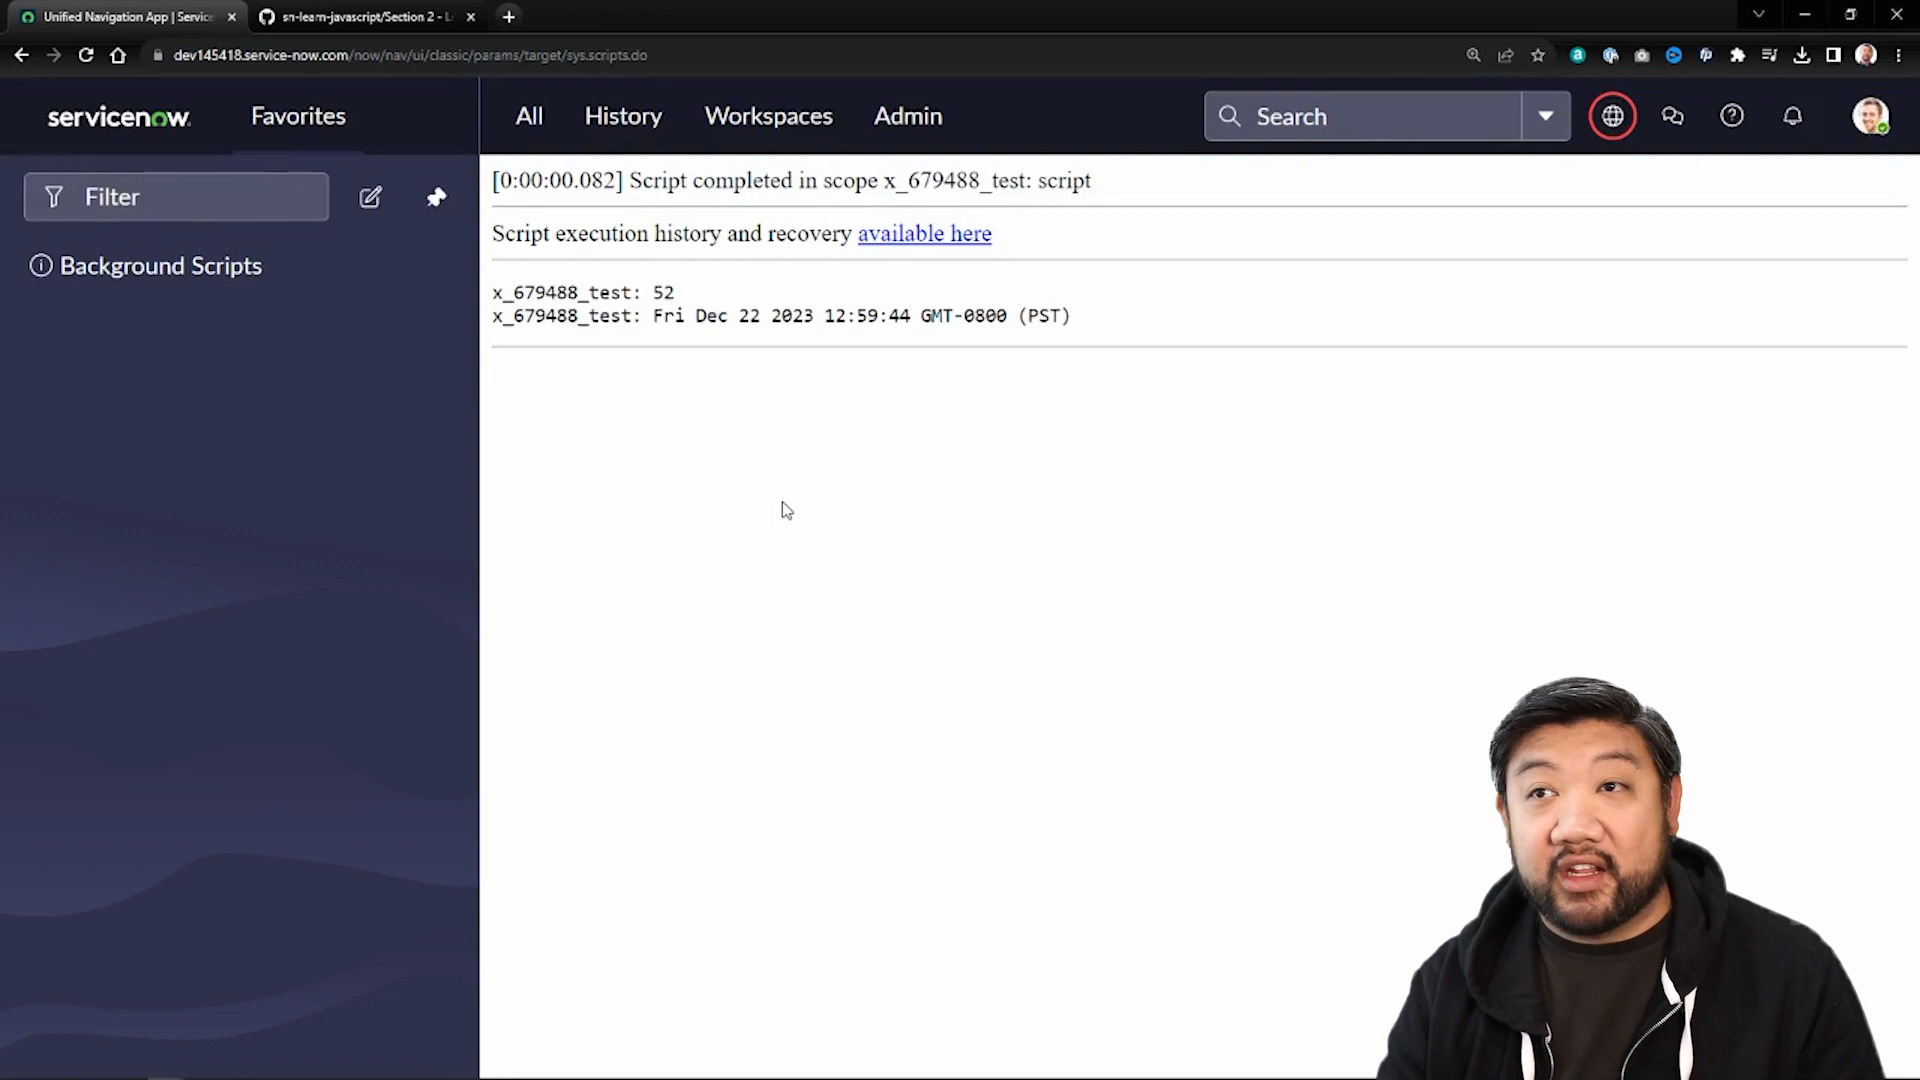 Unified Navigation App | Service
sn-learn-javascript/Section 2 - L
dev145418.service-now.com/now/nav/ui/classic/params/target/sys.scripts.do
servicenow
Favorites
All
History
Workspaces
Admin
Search
Filter
Background Scripts
[0:00:00.082] Script completed in scope x_679488_test: script
Script execution history and recovery available here
x_679488_test: 52
x_679488_test: Fri Dec 22 2023 12:59:44 GMT-0800 (PST)